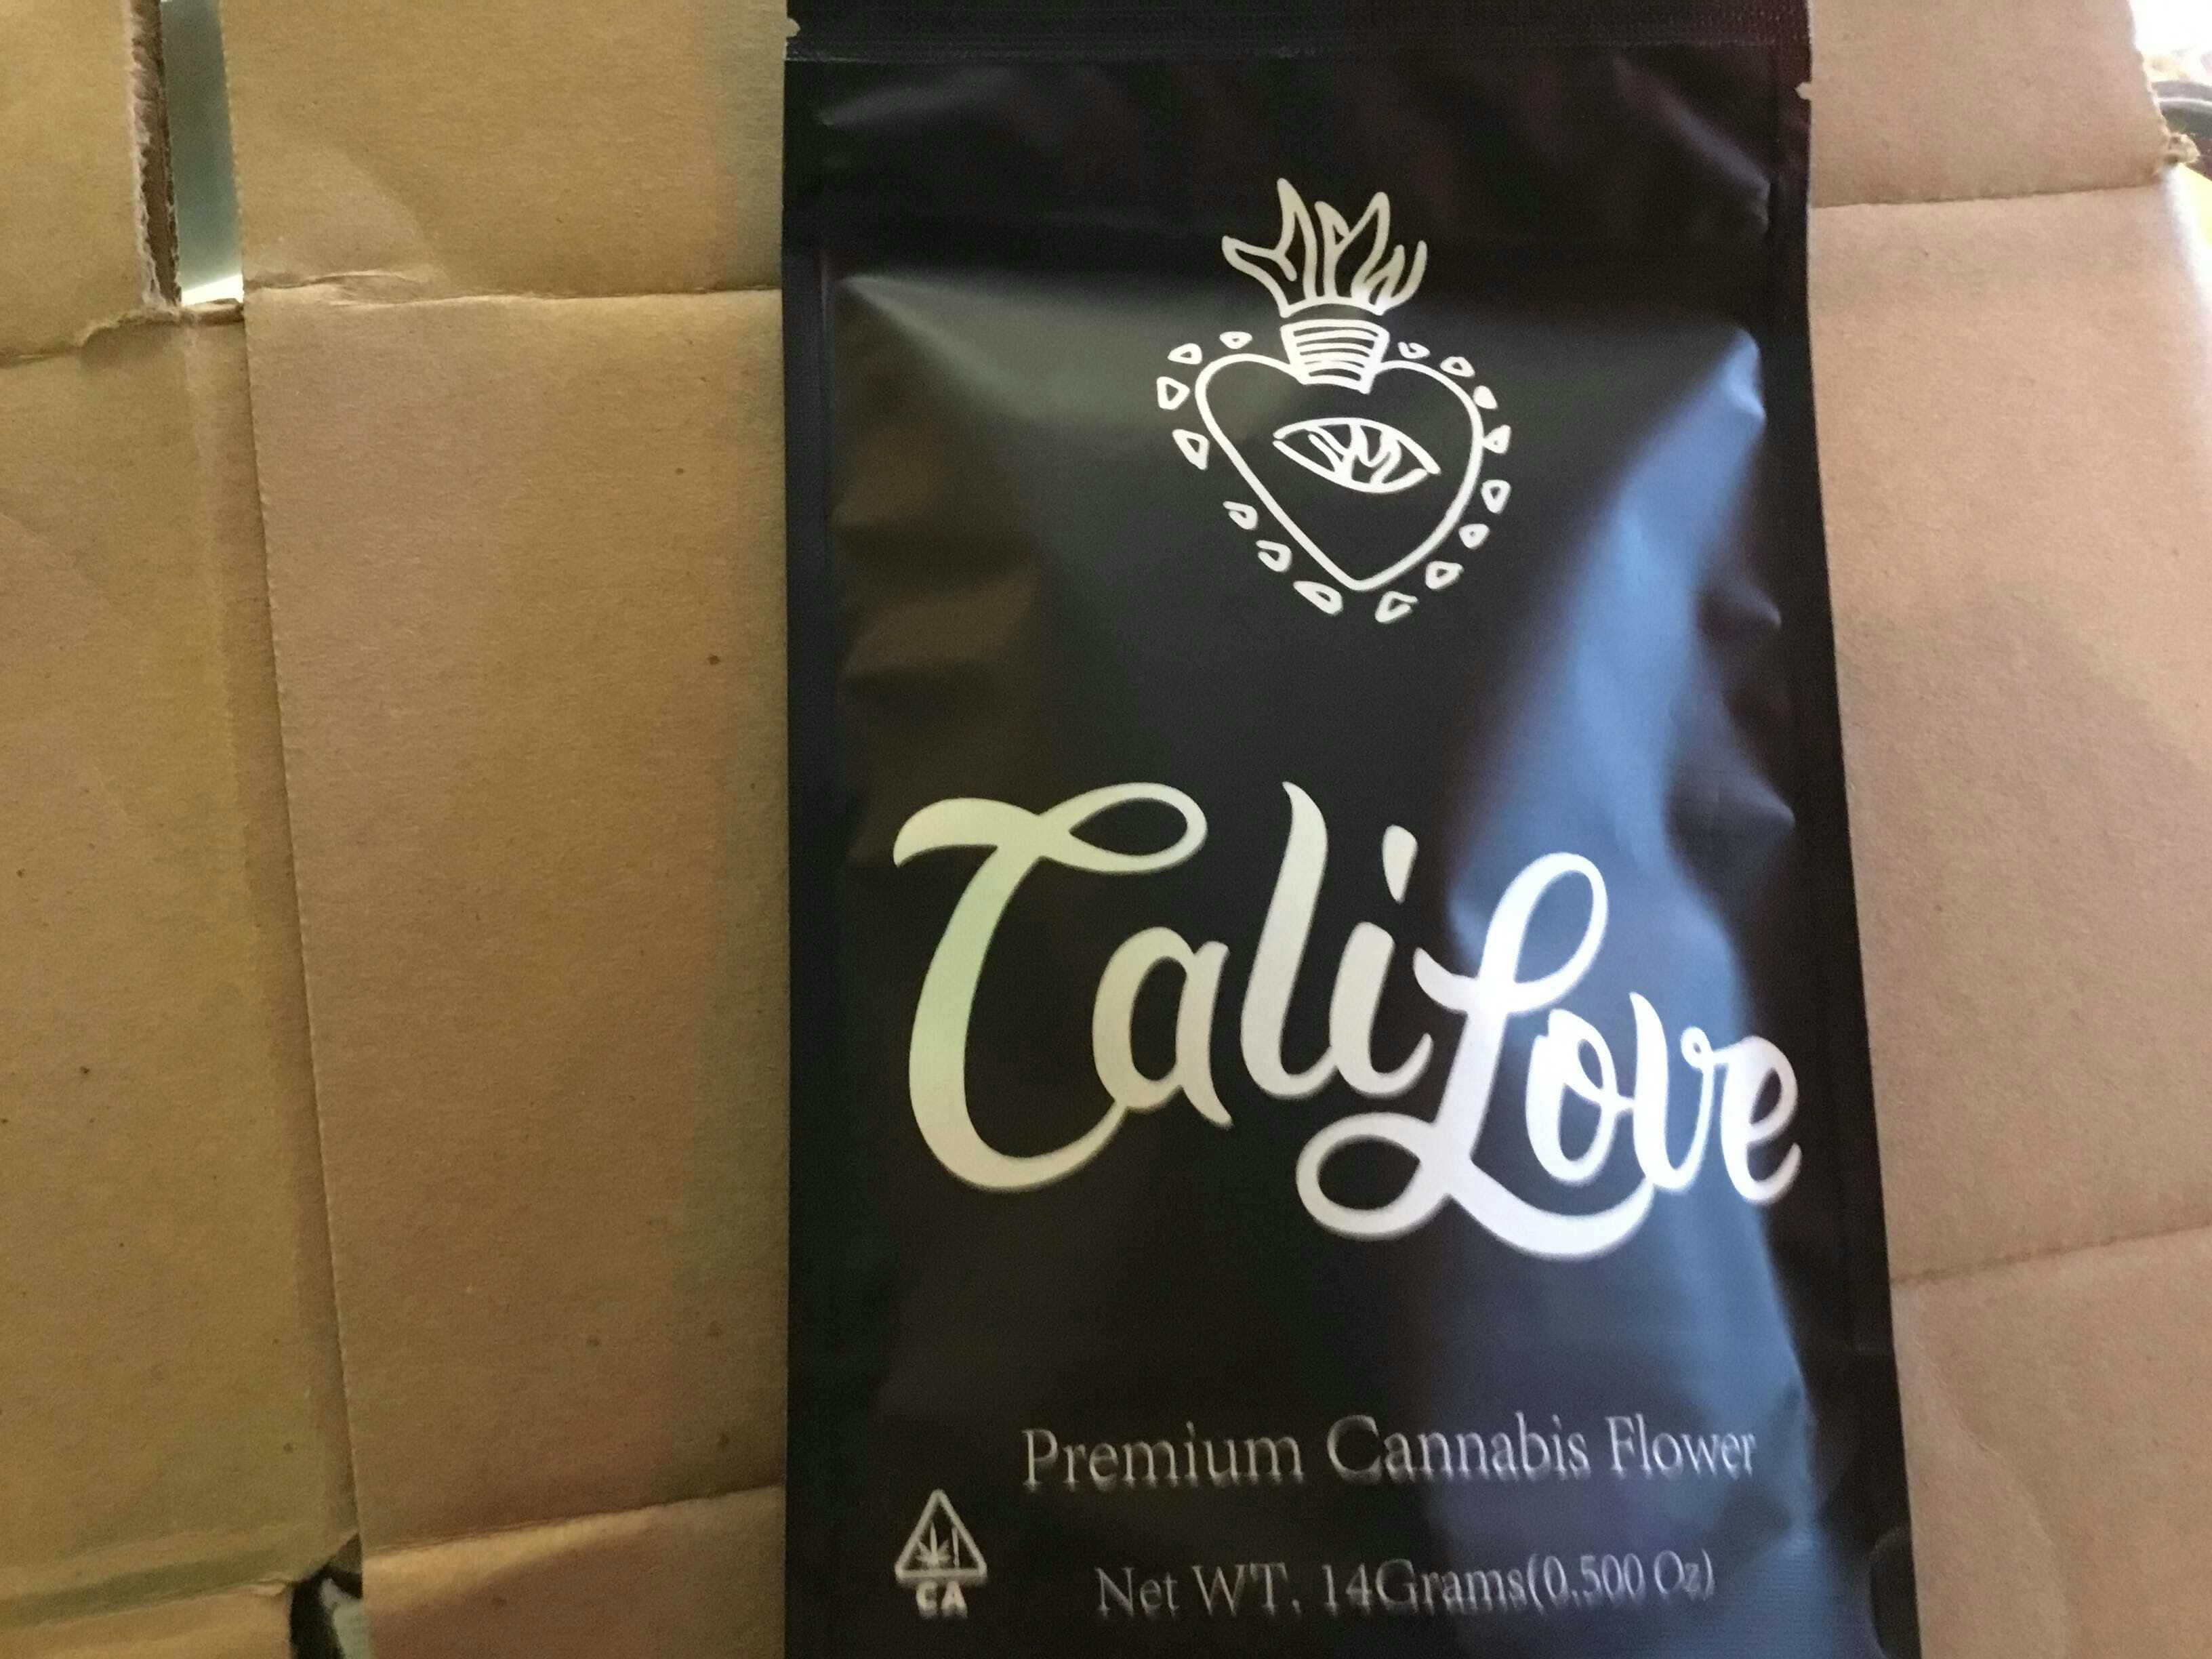 Cali Love
Premium Cannabis Flower
CA
Net WT. 14Grams(0.500 Oz)